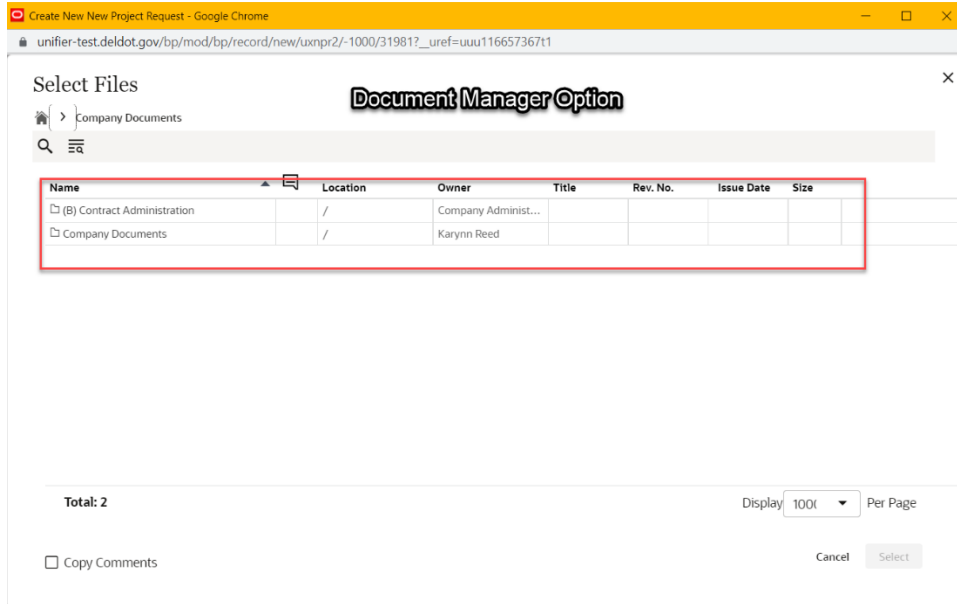 Create New New Project Request - Google Chrome
unifier-test.deldot.gov/bp/mod/bp/record/new/uxnpr2/-1000/31981?__uref=uuu116657367t1
Select Files
Document Manager Option
> Company Documents
Name Location Owner Title Rev. No. Issue Date Size
(B) Contract Administration / Company Administ...
Company Documents / Karynn Reed
Total: 2 Display 100( Per Page
Copy Comments Cancel Select